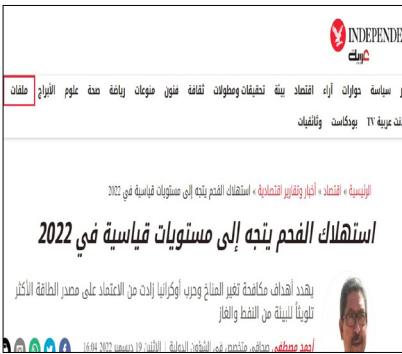 INDEPENDE
عربية
ر سياسة حوارات آراء اقتصاد بيئة تحقيقات ومطولات ثقافة فنون منوعات رياضة صحة علوم الأبراج ملفات
نت عربية TV بودكاست وثائقيات
الرئيسية » اقتصاد » أخبار وتقارير اقتصادية » استهلاك الفحم يتجه إلى مستويات قياسية في 2022
استهلاك الفحم يتجه إلى مستويات قياسية في 2022
يهدد أهداف مكافحة تغير المناخ وحرب أوكرانيا زادت من الاعتماد على مصدر الطاقة الأكثر
تلويثاً للبيئة من النفط والغاز
أحمد مصطفى صحافي متخصص في الشؤون الدولية | الاثنين 19 ديسمبر 2022 16:04